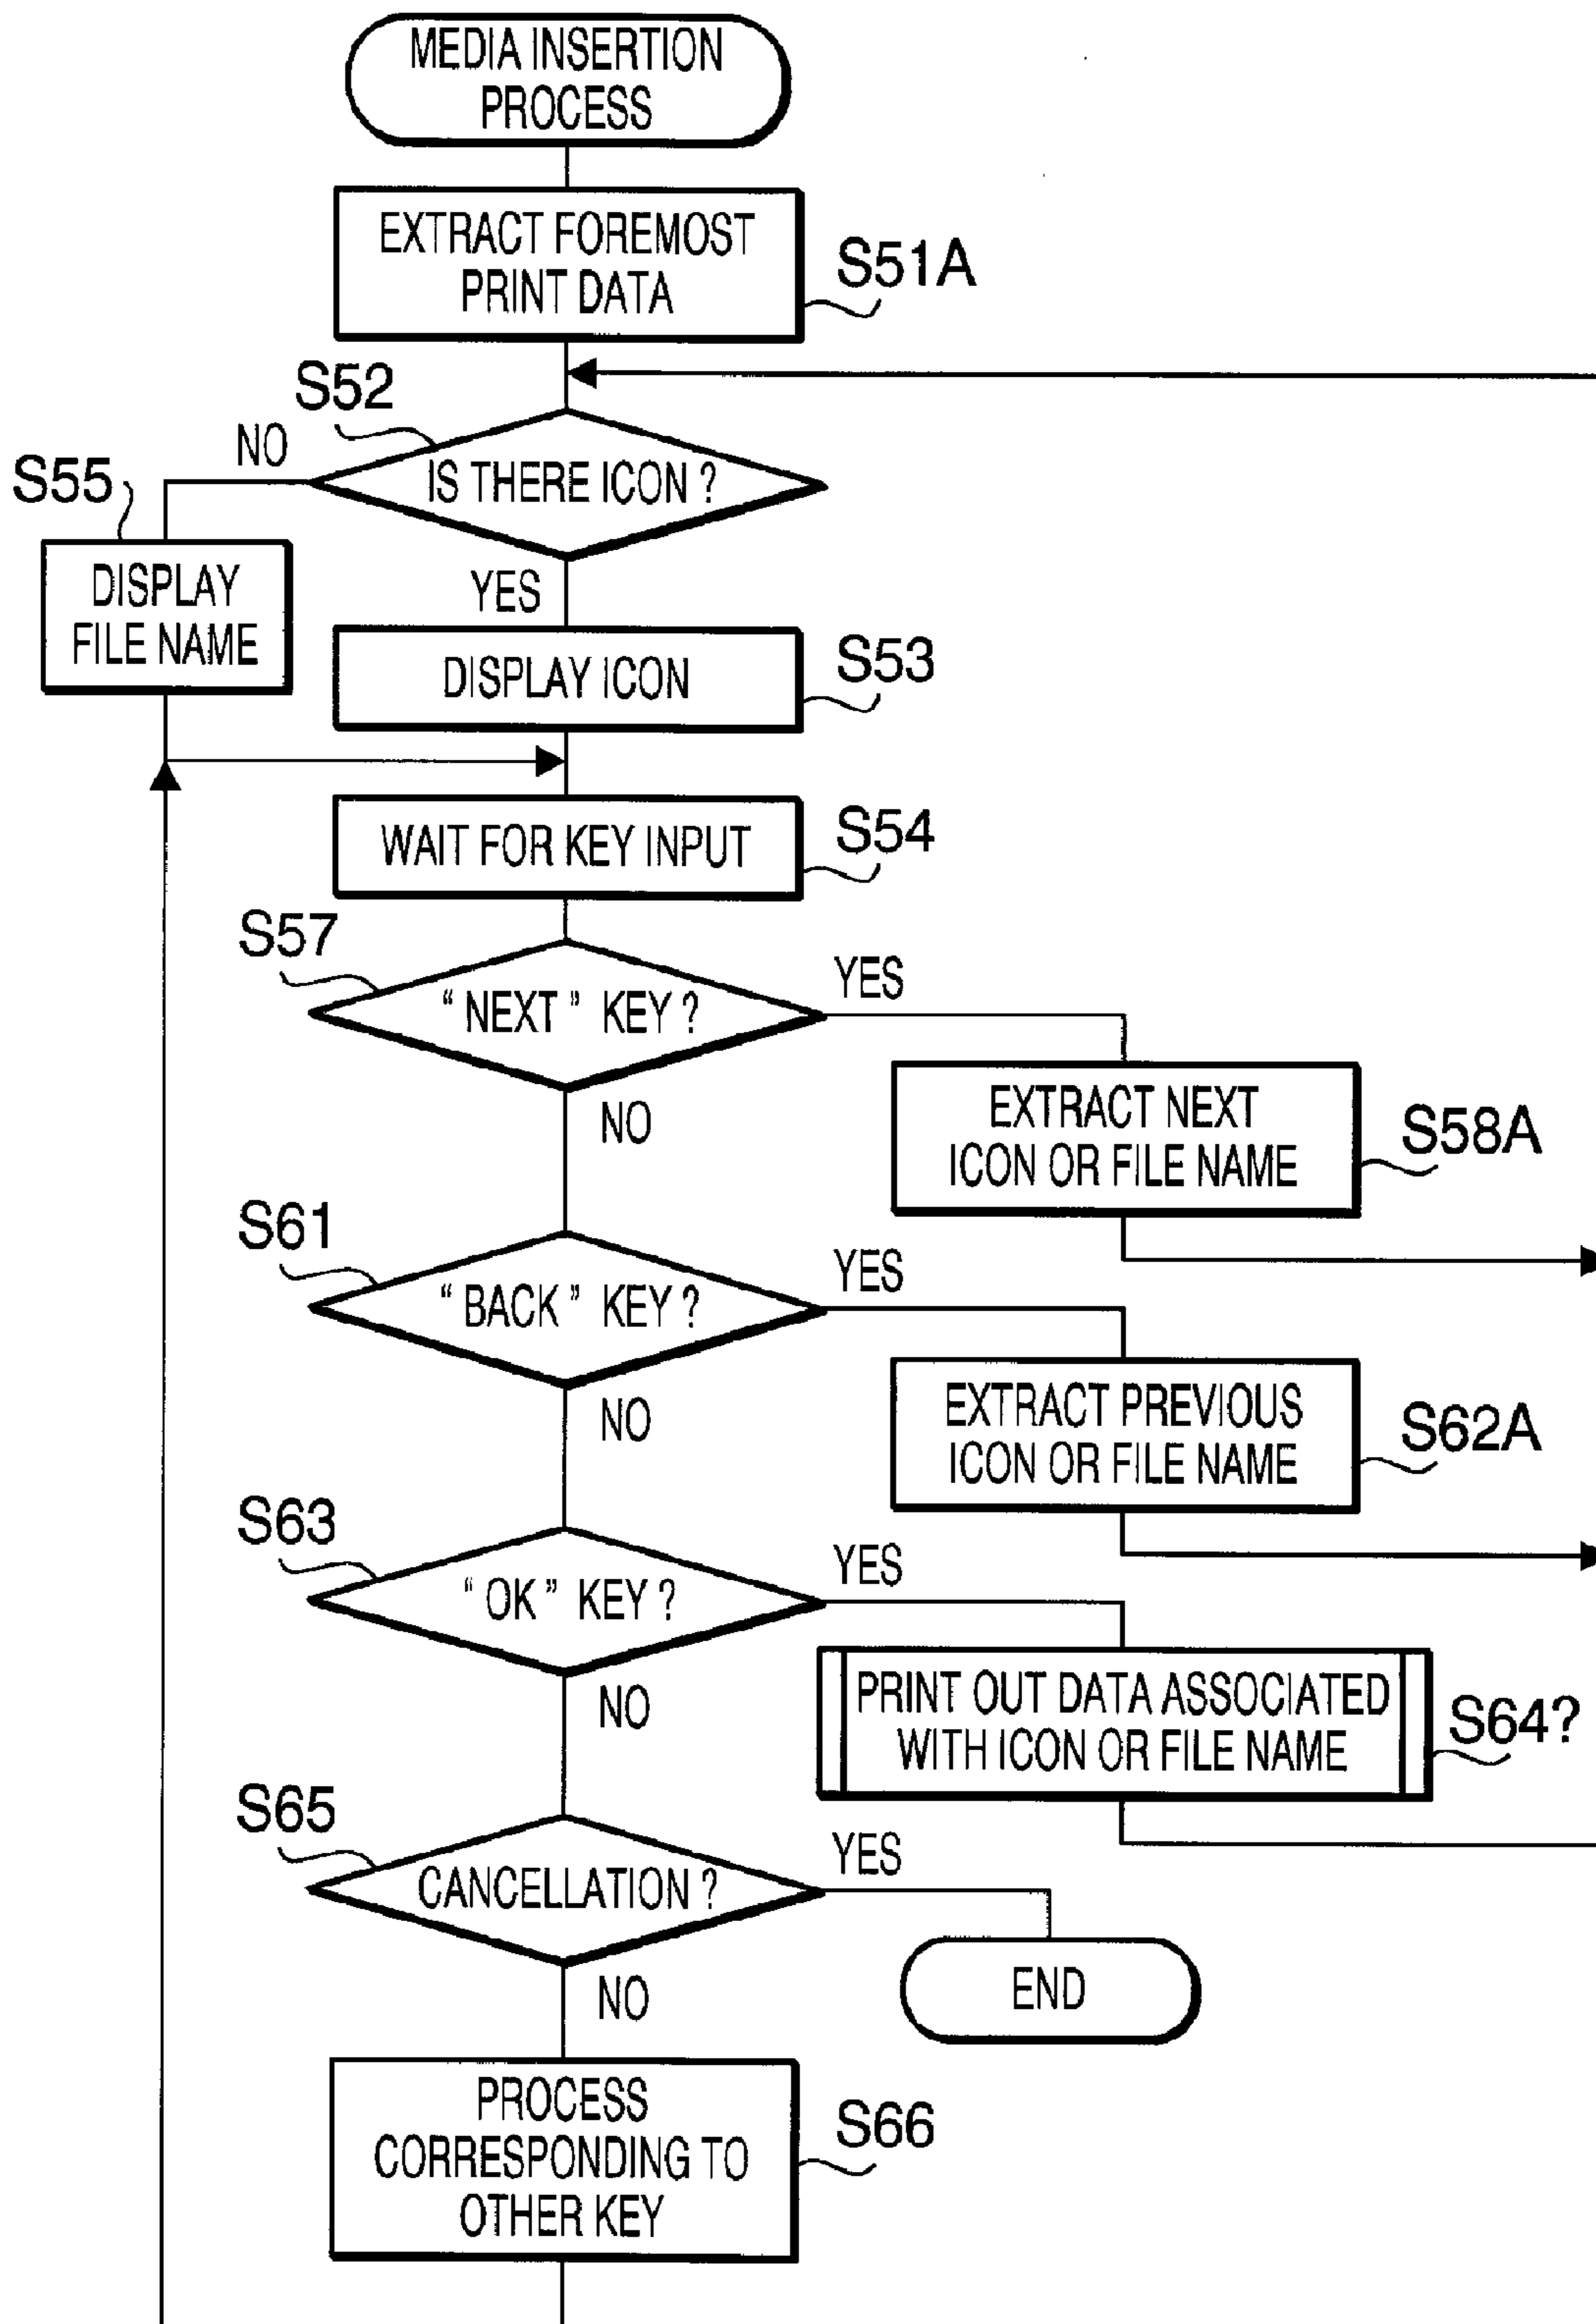 MEDIA INSERTION
PROCESS
EXTRACT FOREMOST
PRINT DATA
S51A
S52
NO
IS THERE ICON ?
S55
DISPLAY
FILE NAME
YES
DISPLAY ICON
S53
WAIT FOR KEY INPUT
S54
S57
“ NEXT ” KEY ?
YES
NO
EXTRACT NEXT
ICON OR FILE NAME
S58A
S61
“ BACK ” KEY ?
YES
NO
EXTRACT PREVIOUS
ICON OR FILE NAME
S62A
S63
“ OK ” KEY ?
YES
NO
PRINT OUT DATA ASSOCIATED
WITH ICON OR FILE NAME
S64?
S65
CANCELLATION ?
YES
NO
END
PROCESS
CORRESPONDING TO
OTHER KEY
S66